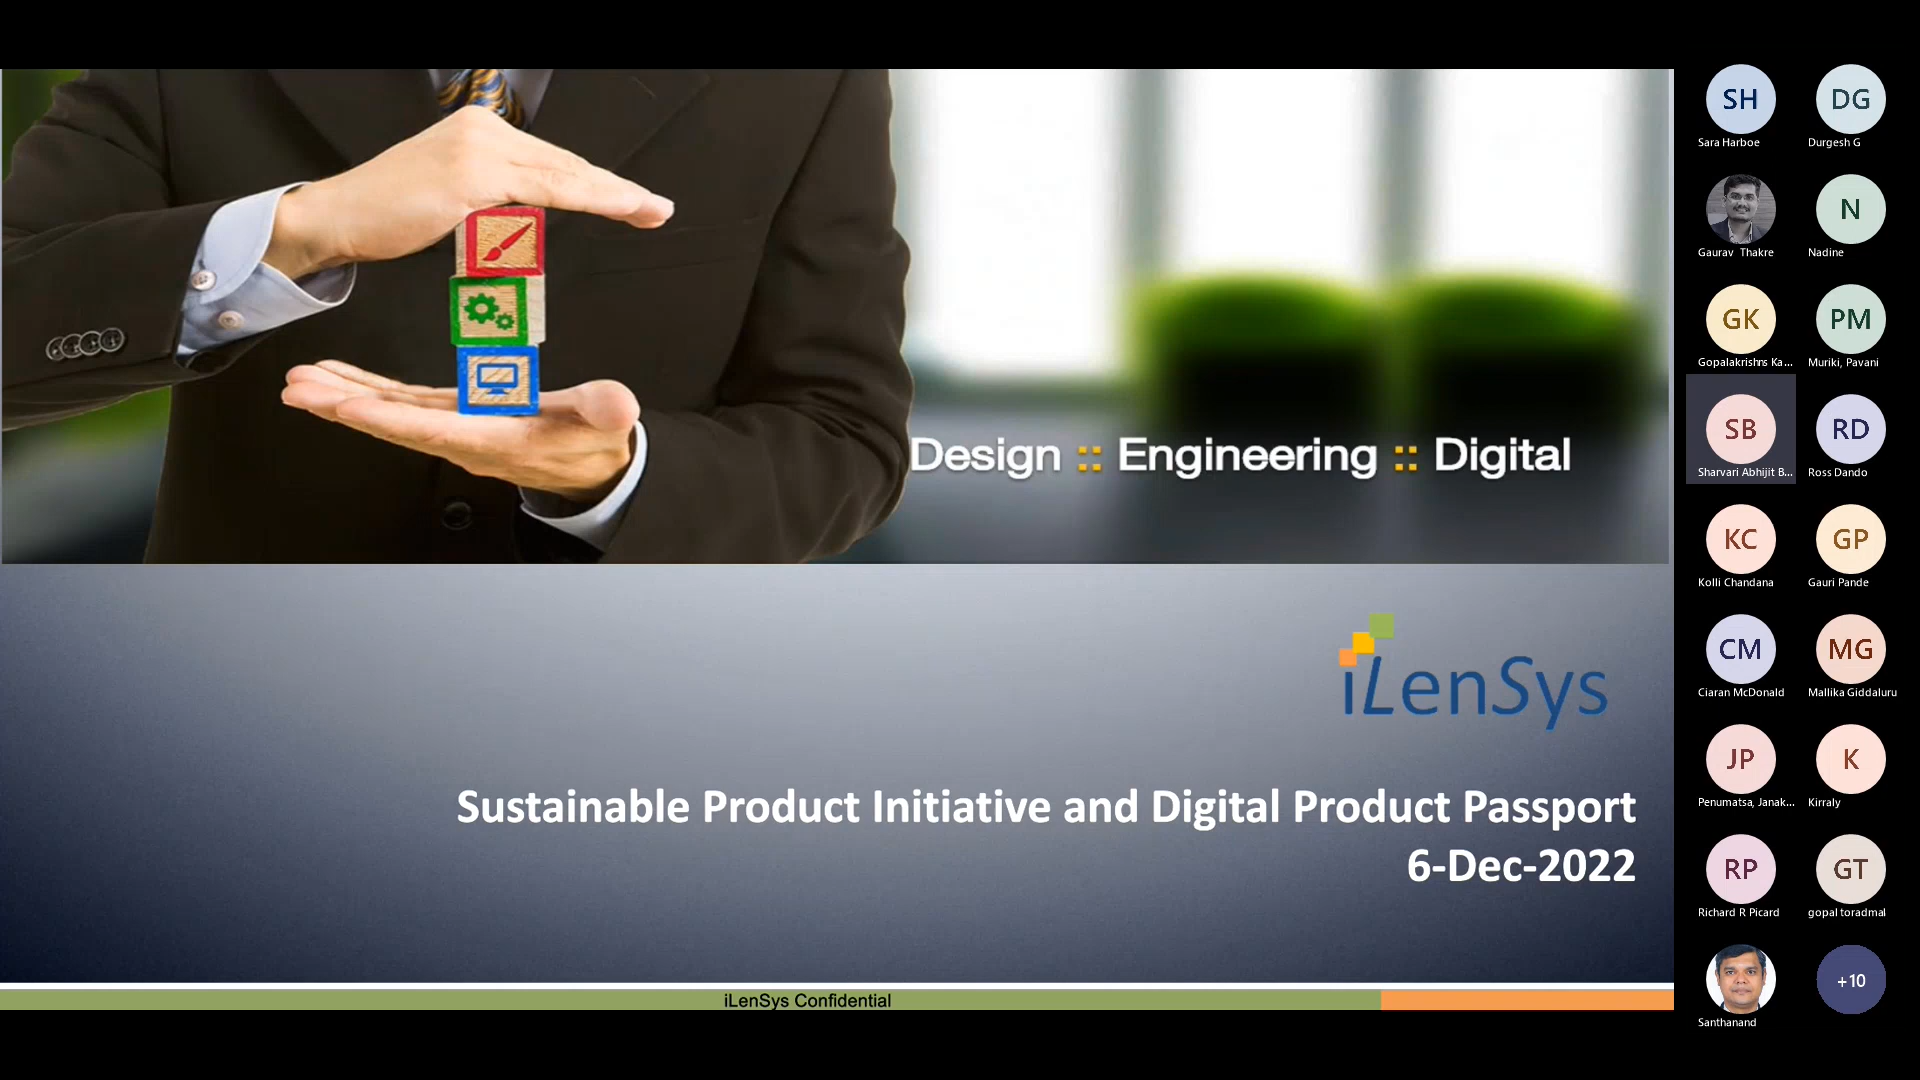 Design :: Engineering :: Digital
iLenSys
Sustainable Product Initiative and Digital Product Passport
6-Dec-2022
iLenSys Confidential
SH
Sara Harboe
DG
Durgesh G
Gaurav Thakre
N
Nadine
GK
Gopalakrishns Ka...
PM
Muriki, Pavani
SB
Sharvari Abhijit B...
RD
Ross Dando
KC
Kolli Chandana
GP
Gauri Pande
CM
Ciaran McDonald
MG
Mallika Giddaluru
JP
Penumatsa, Janak...
K
Kirraly
RP
Richard R Picard
GT
gopal toradmal
Santhanand
+10